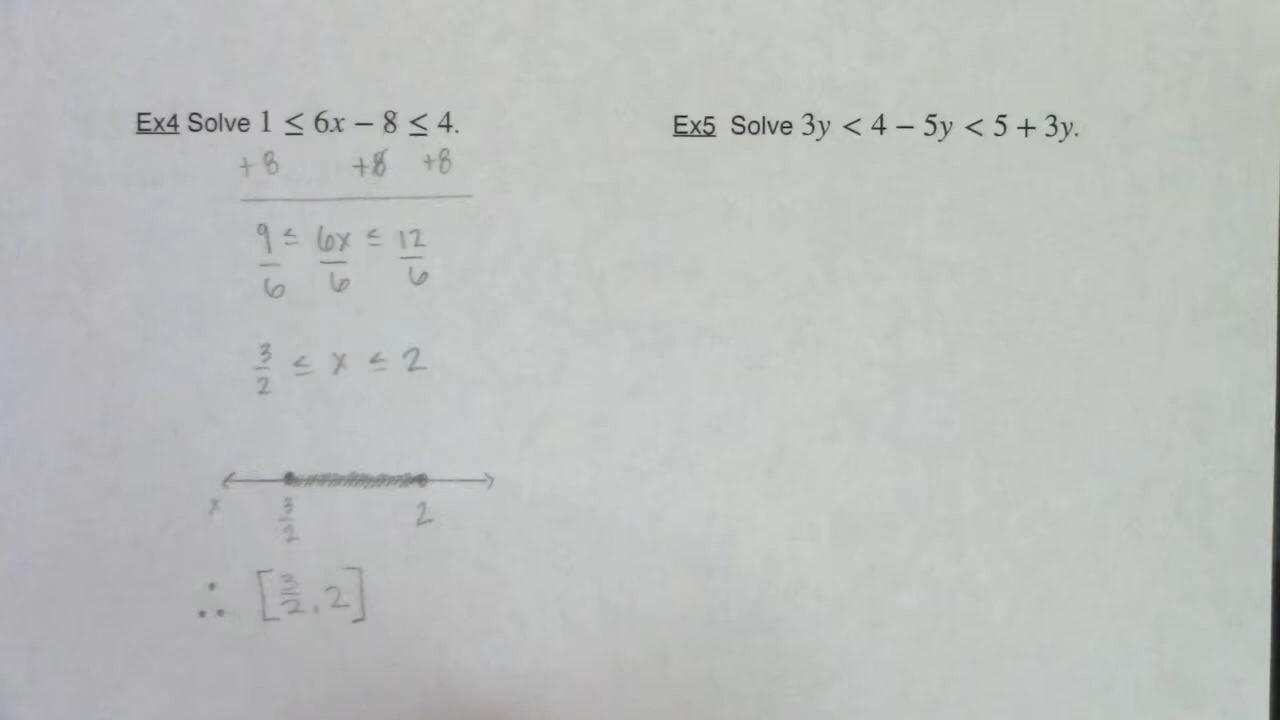 Ex4 Solve 1 ≤ 6x − 8 ≤ 4.
+8 +8 +8
9/6 ≤ 6x/6 ≤ 12/6
3/2 ≤ x ≤ 2
x 3/2 2
∴ [3/2, 2]
Ex5 Solve 3y < 4 − 5y < 5 + 3y.